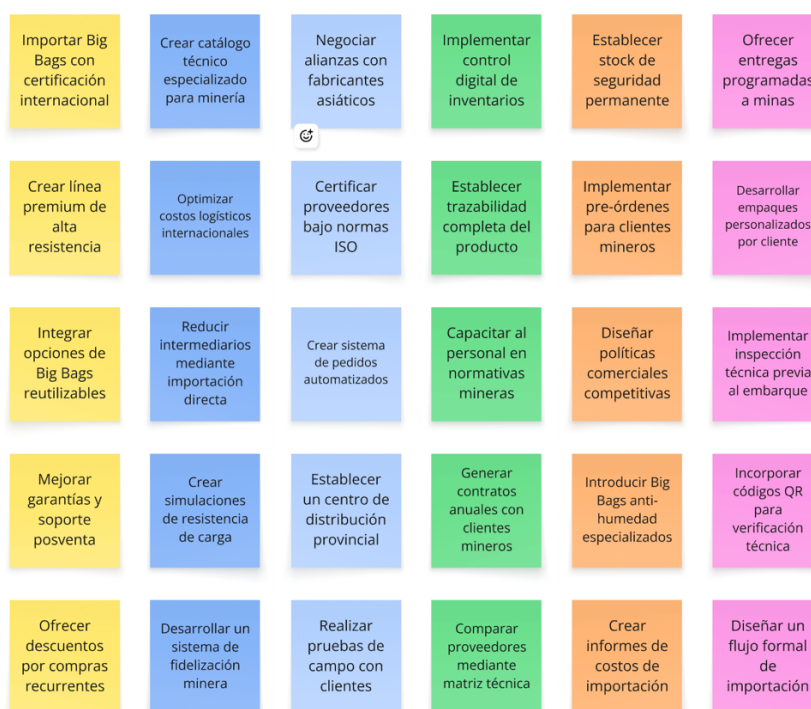 Importar Big
Bags con
certificación
internacional
Crear catálogo
técnico
especializado
para minería
Negociar
alianzas con
fabricantes
asiáticos
Implementar
control
digital de
inventarios
Establecer
stock de
seguridad
permanente
Ofrecer
entregas
programadas
a minas
Crear línea
premium de
alta
resistencia
Optimizar
costos logísticos
internacionales
Certificar
proveedores
bajo normas
ISO
Establecer
trazabilidad
completa del
producto
Implementar
pre-órdenes
para clientes
mineros
Desarrollar
empaques
personalizados
por cliente
Integrar
opciones de
Big Bags
reutilizables
Reducir
intermediarios
mediante
importación
directa
Crear sistema
de pedidos
automatizados
Capacitar al
personal en
normativas
mineras
Diseñar
políticas
comerciales
competitivas
Implementar
inspección
técnica previa
al embarque
Mejorar
garantías y
soporte
posventa
Crear
simulaciones
de resistencia
de carga
Establecer
un centro de
distribución
provincial
Generar
contratos
anuales con
clientes
mineros
Introducir Big
Bags anti-
humedad
especializados
Incorporar
códigos QR
para
verificación
técnica
Ofrecer
descuentos
por compras
recurrentes
Desarrollar un
sistema de
fidelización
minera
Realizar
pruebas de
campo con
clientes
Comparar
proveedores
mediante
matriz técnica
Crear
informes de
costos de
importación
Diseñar un
flujo formal
de
importación